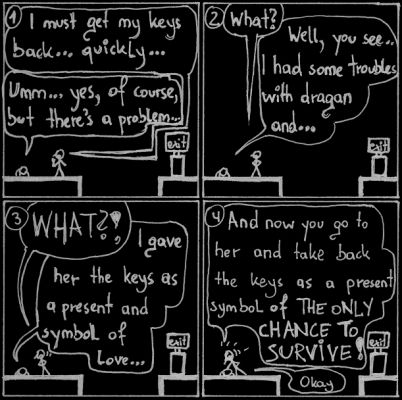 1
I must get my keys
back... quickly...
Umm... yes, of course,
but there's a problem...
exit
2
What?
Well, you see..
I had some troubles
with dragan
and...
exit
3
WHAT?!
I gave
her the keys as
a present and
symbol of
love...
exit
4
And now you go to
her and take back
the keys as a present
symbol of THE ONLY
CHANCE TO
SURVIVE!
exit
Okay